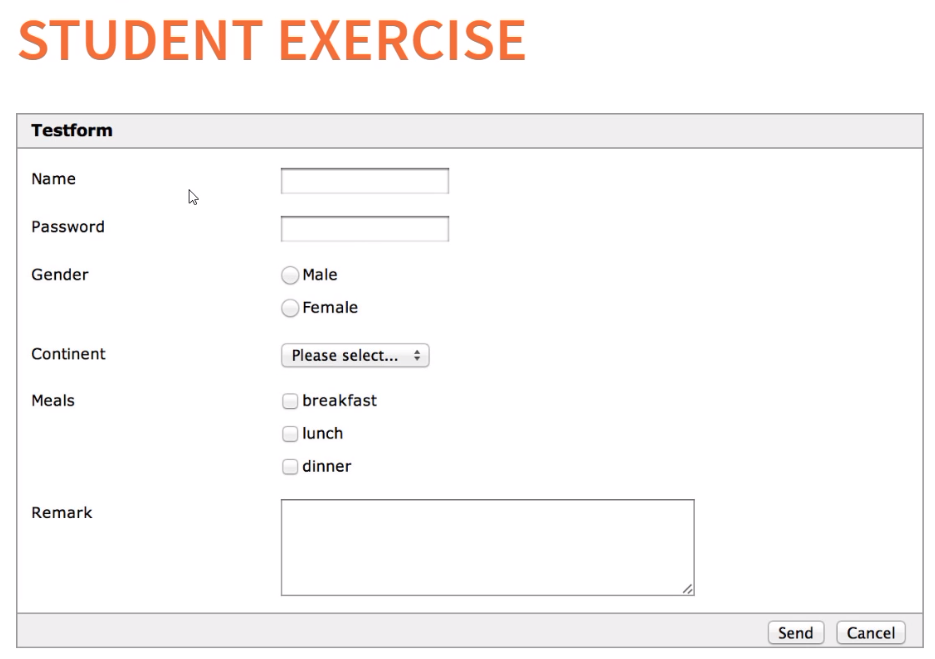 STUDENT EXERCISE
Testform
Name
Password
Gender
Male
Female
Continent
Please select...
Meals
breakfast
lunch
dinner
Remark
Send Cancel